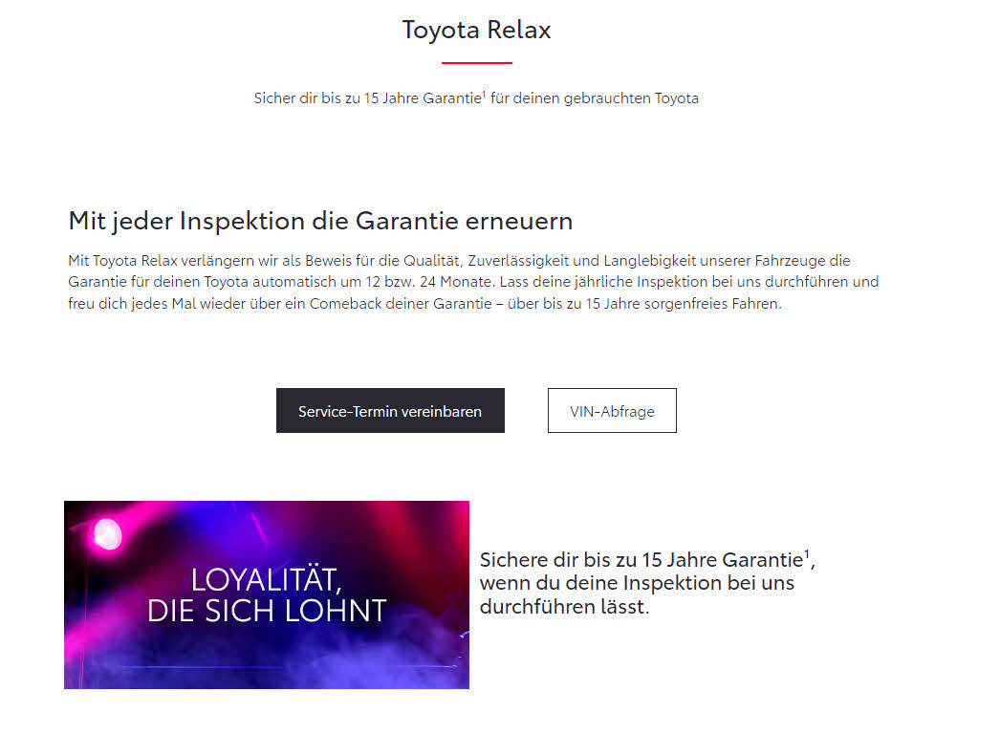 Toyota Relax
Sicher dir bis zu 15 Jahre Garantie¹ für deinen gebrauchten Toyota
Mit jeder Inspektion die Garantie erneuern
Mit Toyota Relax verlängern wir als Beweis für die Qualität, Zuverlässigkeit und Langlebigkeit unserer Fahrzeuge die
Garantie für deinen Toyota automatisch um 12 bzw. 24 Monate. Lass deine jährliche Inspektion bei uns durchführen und
freu dich jedes Mal wieder über ein Comeback deiner Garantie – über bis zu 15 Jahre sorgenfreies Fahren.
Service-Termin vereinbaren
VIN-Abfrage
LOYALITÄT,
DIE SICH LOHNT
Sichere dir bis zu 15 Jahre Garantie¹,
wenn du deine Inspektion bei uns
durchführen lässt.